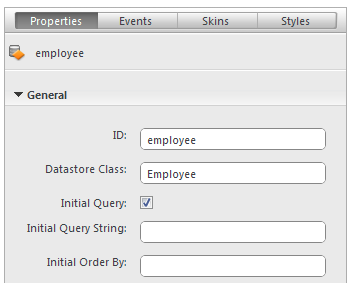 Properties Events Skins Styles
employee
General
ID: employee
Datastore Class: Employee
Initial Query:
Initial Query String:
Initial Order By: